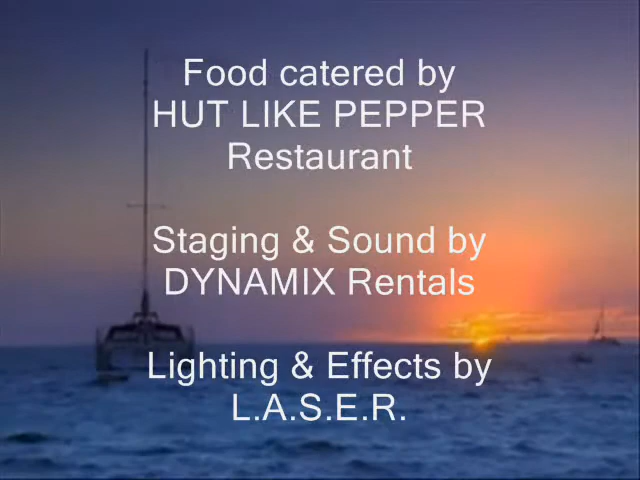 Food catered by
HUT LIKE PEPPER
Restaurant
Staging & Sound by
DYNAMIX Rentals
Lighting & Effects by
L.A.S.E.R.